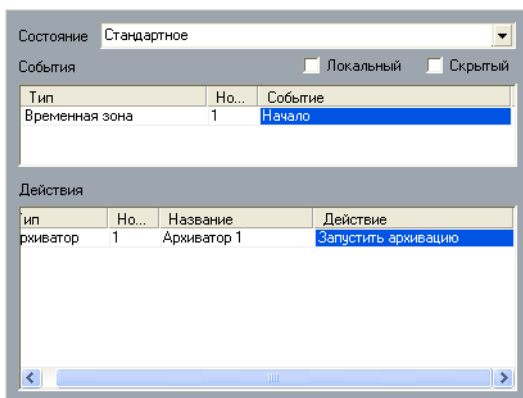 Состояние Стандартное
События Локальный Скрытый
Тип Но... Событие
Временная зона 1 Начало
Действия
Тип Но... Название Действие
рхиватор 1 Архиватор 1 Запустить архивацию